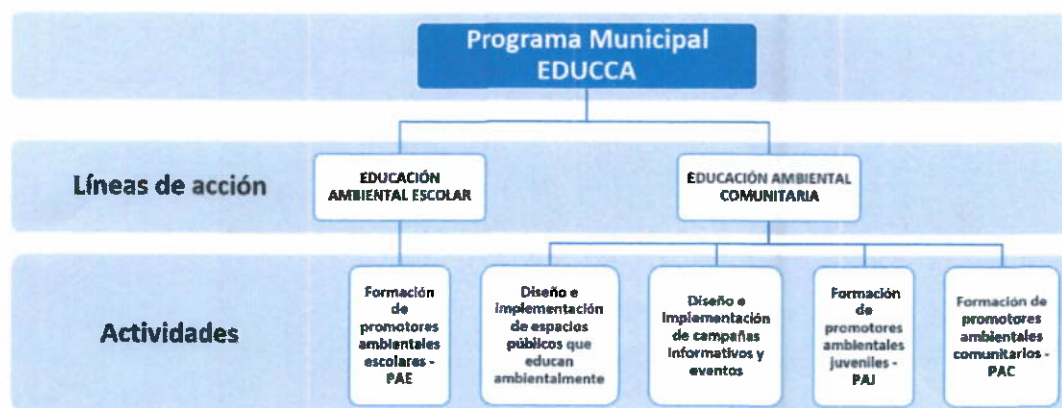 Programa Municipal
EDUCCA
Líneas de acción
EDUCACIÓN
AMBIENTAL ESCOLAR
EDUCACIÓN AMBIENTAL
COMUNITARIA
Actividades
Formación
de
promotores
ambientales
escolares -
PAE
Diseño e
implementación
de espacios
públicos que
educan
ambientalmente
Diseño e
Implementación
de campañas
Informativos y
eventos
Formación
de
promotores
ambientales
juveniles -
PAJ
Formación de
promotores
ambientales
comunitarios -
PAC